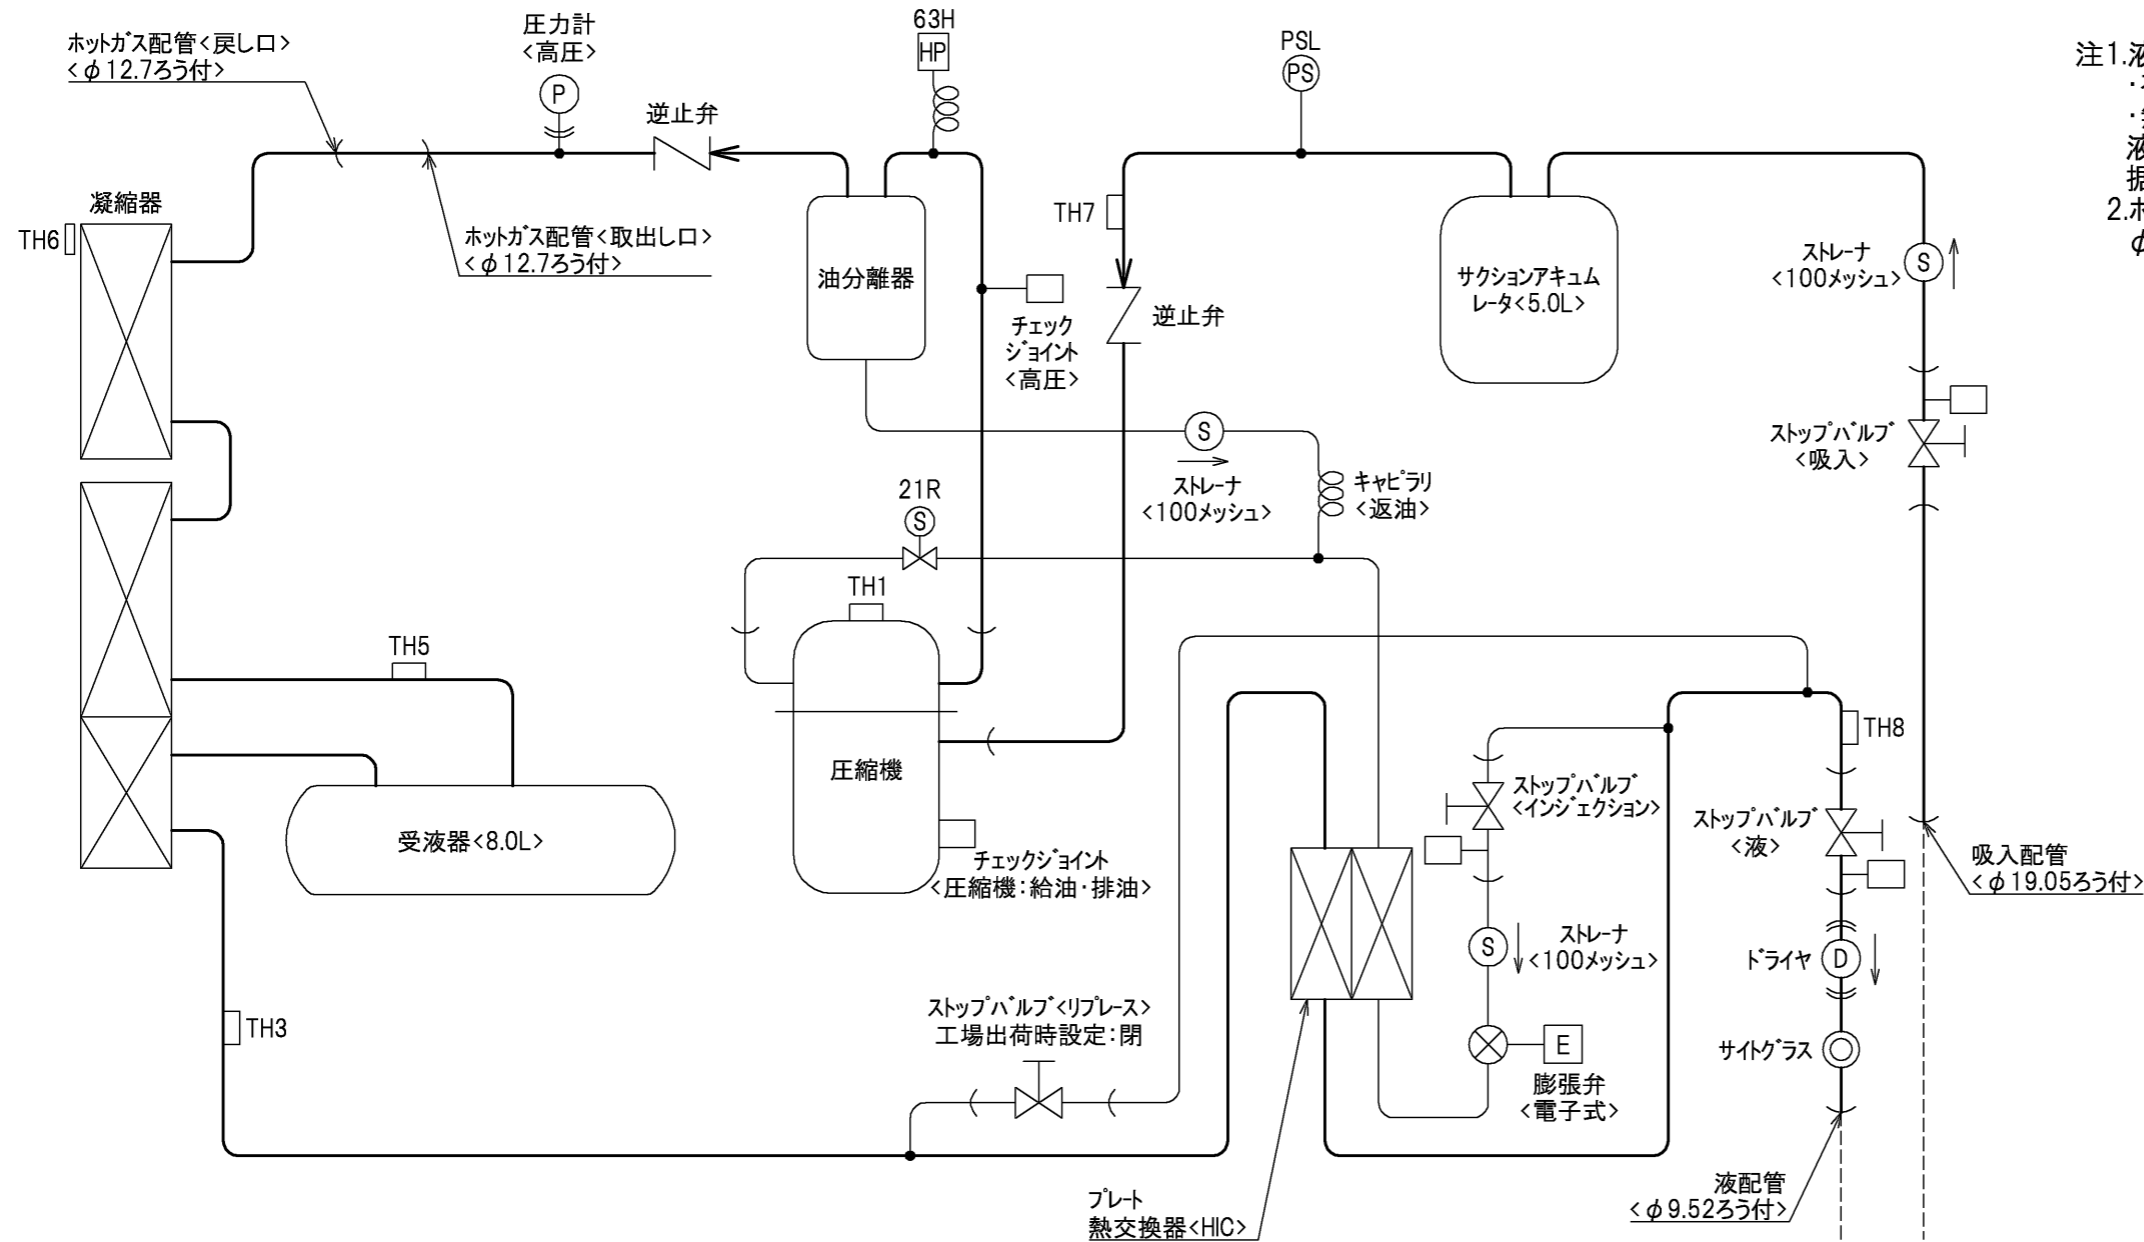 ホットガス配管<戻し口>
<φ12.7ろう付>
圧力計
<高圧>
P
逆止弁
63H
HP
PSL
PS
注1.液
2.ホ
凝縮器
TH6
ホットガス配管<取出し口>
<φ12.7ろう付>
油分離器
チェック
ジョイント
<高圧>
TH7
逆止弁
サクションアキュム
レータ<5.0L>
ストレーナ
<100メッシュ>
S
ストップバルブ
<吸入>
S
ストレーナ
<100メッシュ>
キャピラリ
<返油>
21R
S
TH1
TH5
圧縮機
受液器<8.0L>
チェックジョイント
<圧縮機:給油・排油>
TH8
ストップバルブ
<インジェクション>
ストップバルブ
<液>
吸入配管
<φ19.05ろう付>
S
ストレーナ
<100メッシュ>
ドライヤ
D
TH3
ストップバルブ<リプレース>
工場出荷時設定:閉
E
膨張弁
<電子式>
サイトグラス
プレート
熱交換器<HIC>
液配管
<φ9.52ろう付>